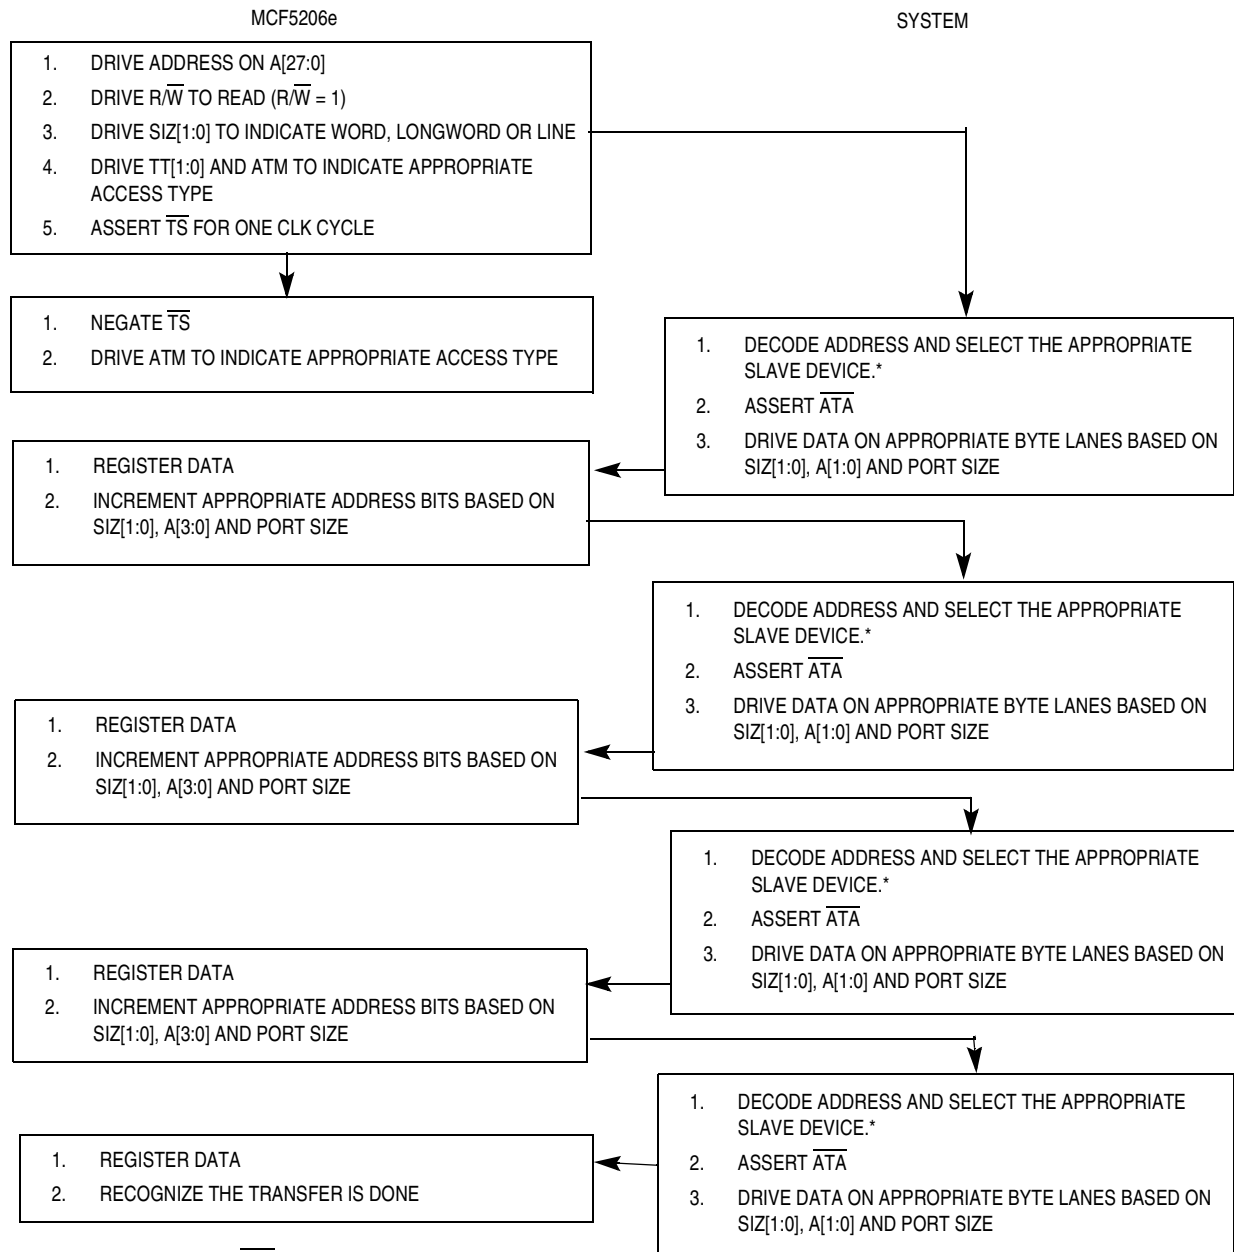 MCF5206e
SYSTEM
1. DRIVE ADDRESS ON A[27:0]
2. DRIVE R/W̅ TO READ (R/W̅ = 1)
3. DRIVE SIZ[1:0] TO INDICATE WORD, LONGWORD OR LINE
4. DRIVE TT[1:0] AND ATM TO INDICATE APPROPRIATE
ACCESS TYPE
5. ASSERT T̅S̅ FOR ONE CLK CYCLE
1. NEGATE T̅S̅
2. DRIVE ATM TO INDICATE APPROPRIATE ACCESS TYPE
1. DECODE ADDRESS AND SELECT THE APPROPRIATE
SLAVE DEVICE.*
2. ASSERT A̅T̅A̅
3. DRIVE DATA ON APPROPRIATE BYTE LANES BASED ON
SIZ[1:0], A[1:0] AND PORT SIZE
1. REGISTER DATA
2. INCREMENT APPROPRIATE ADDRESS BITS BASED ON
SIZ[1:0], A[3:0] AND PORT SIZE
1. DECODE ADDRESS AND SELECT THE APPROPRIATE
SLAVE DEVICE.*
2. ASSERT A̅T̅A̅
3. DRIVE DATA ON APPROPRIATE BYTE LANES BASED ON
SIZ[1:0], A[1:0] AND PORT SIZE
1. REGISTER DATA
2. INCREMENT APPROPRIATE ADDRESS BITS BASED ON
SIZ[1:0], A[3:0] AND PORT SIZE
1. DECODE ADDRESS AND SELECT THE APPROPRIATE
SLAVE DEVICE.*
2. ASSERT A̅T̅A̅
3. DRIVE DATA ON APPROPRIATE BYTE LANES BASED ON
SIZ[1:0], A[1:0] AND PORT SIZE
1. REGISTER DATA
2. INCREMENT APPROPRIATE ADDRESS BITS BASED ON
SIZ[1:0], A[3:0] AND PORT SIZE
1. DECODE ADDRESS AND SELECT THE APPROPRIATE
SLAVE DEVICE.*
2. ASSERT A̅T̅A̅
3. DRIVE DATA ON APPROPRIATE BYTE LANES BASED ON
SIZ[1:0], A[1:0] AND PORT SIZE
1. REGISTER DATA
2. RECOGNIZE THE TRANSFER IS DONE